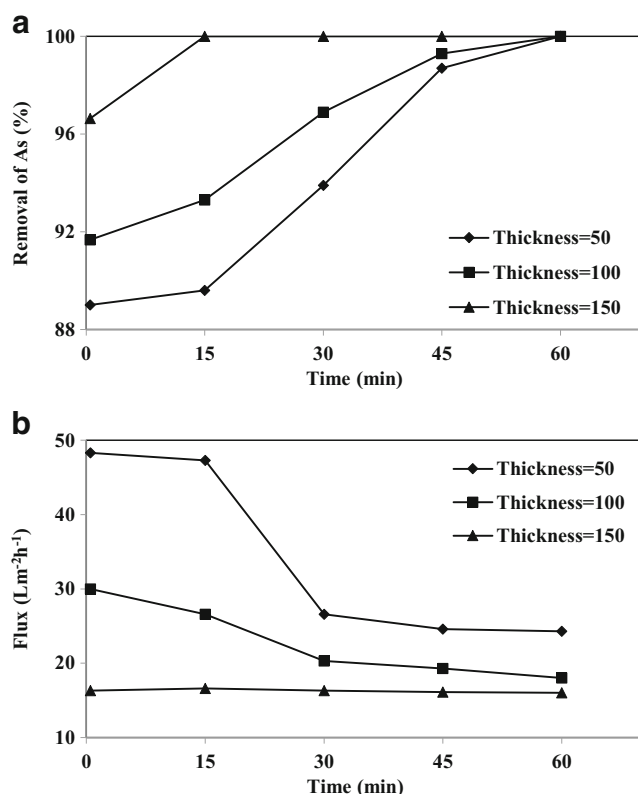 a
100
96
92
88
Removal of As (%)
Thickness=50
Thickness=100
Thickness=150
0 15 30 45 60
Time (min)
b
50
40
30
20
10
Flux (Lm⁻²h⁻¹)
Thickness=50
Thickness=100
Thickness=150
0 15 30 45 60
Time (min)